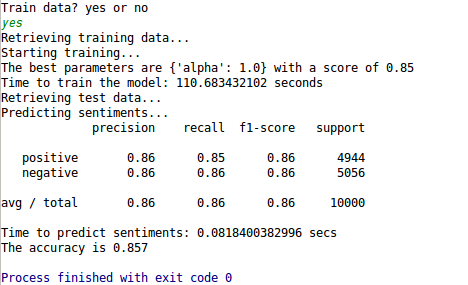 Train data? yes or no
yes
Retrieving training data...
Starting training...
The best parameters are {'alpha': 1.0} with a score of 0.85
Time to train the model: 110.683432102 seconds
Retrieving test data...
Predicting sentiments...
precision recall f1-score support
positive 0.86 0.85 0.86 4944
negative 0.86 0.86 0.86 5056
avg / total 0.86 0.86 0.86 10000
Time to predict sentiments: 0.0818400382996 secs
The accuracy is 0.857
Process finished with exit code 0